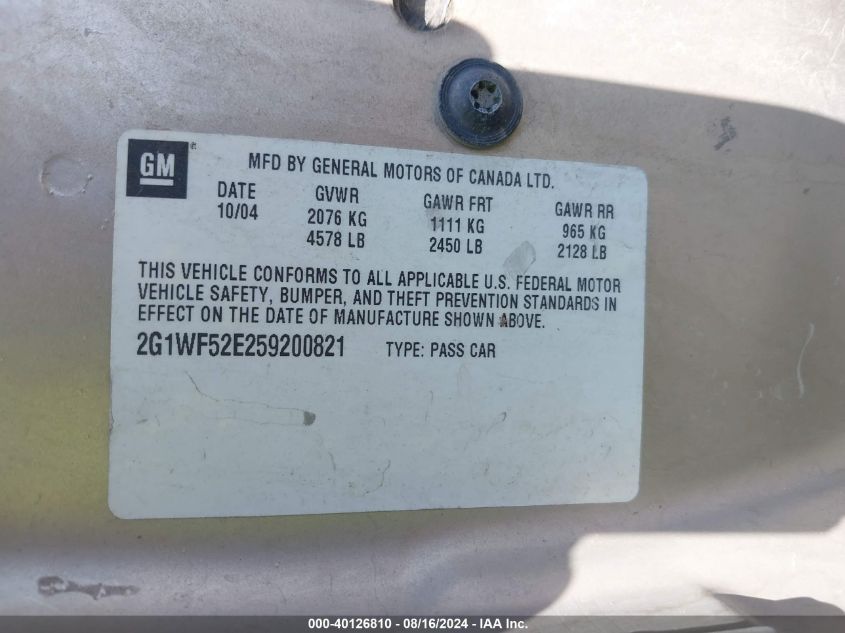 GM
MFD BY GENERAL MOTORS OF CANADA LTD.
DATE GVWR GAWR FRT GAWR RR
10/04 2076 KG 1111 KG 965 KG
4578 LB 2450 LB 2128 LB
THIS VEHICLE CONFORMS TO ALL APPLICABLE U.S. FEDERAL MOTOR
VEHICLE SAFETY, BUMPER, AND THEFT PREVENTION STANDARDS IN
EFFECT ON THE DATE OF MANUFACTURE SHOWN ABOVE.
2G1WF52E259200821 TYPE: PASS CAR
000-40126810 - 08/16/2024 - WWW.IAAI.COM